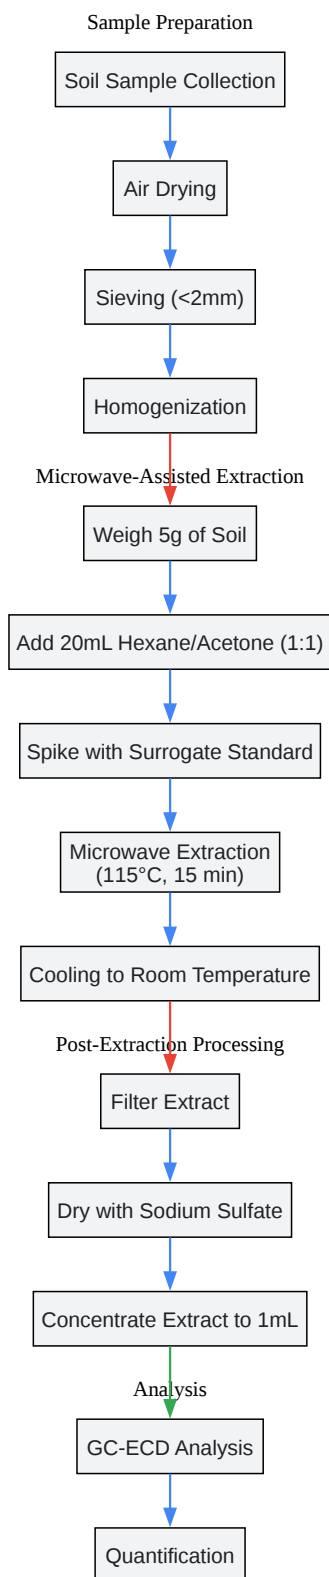 Sample Preparation
Soil Sample Collection
Air Drying
Sieving (<2mm)
Homogenization
Microwave-Assisted Extraction
Weigh 5g of Soil
Add 20mL Hexane/Acetone (1:1)
Spike with Surrogate Standard
Microwave Extraction
(115°C, 15 min)
Cooling to Room Temperature
Post-Extraction Processing
Filter Extract
Dry with Sodium Sulfate
Concentrate Extract to 1mL
Analysis
GC-ECD Analysis
Quantification